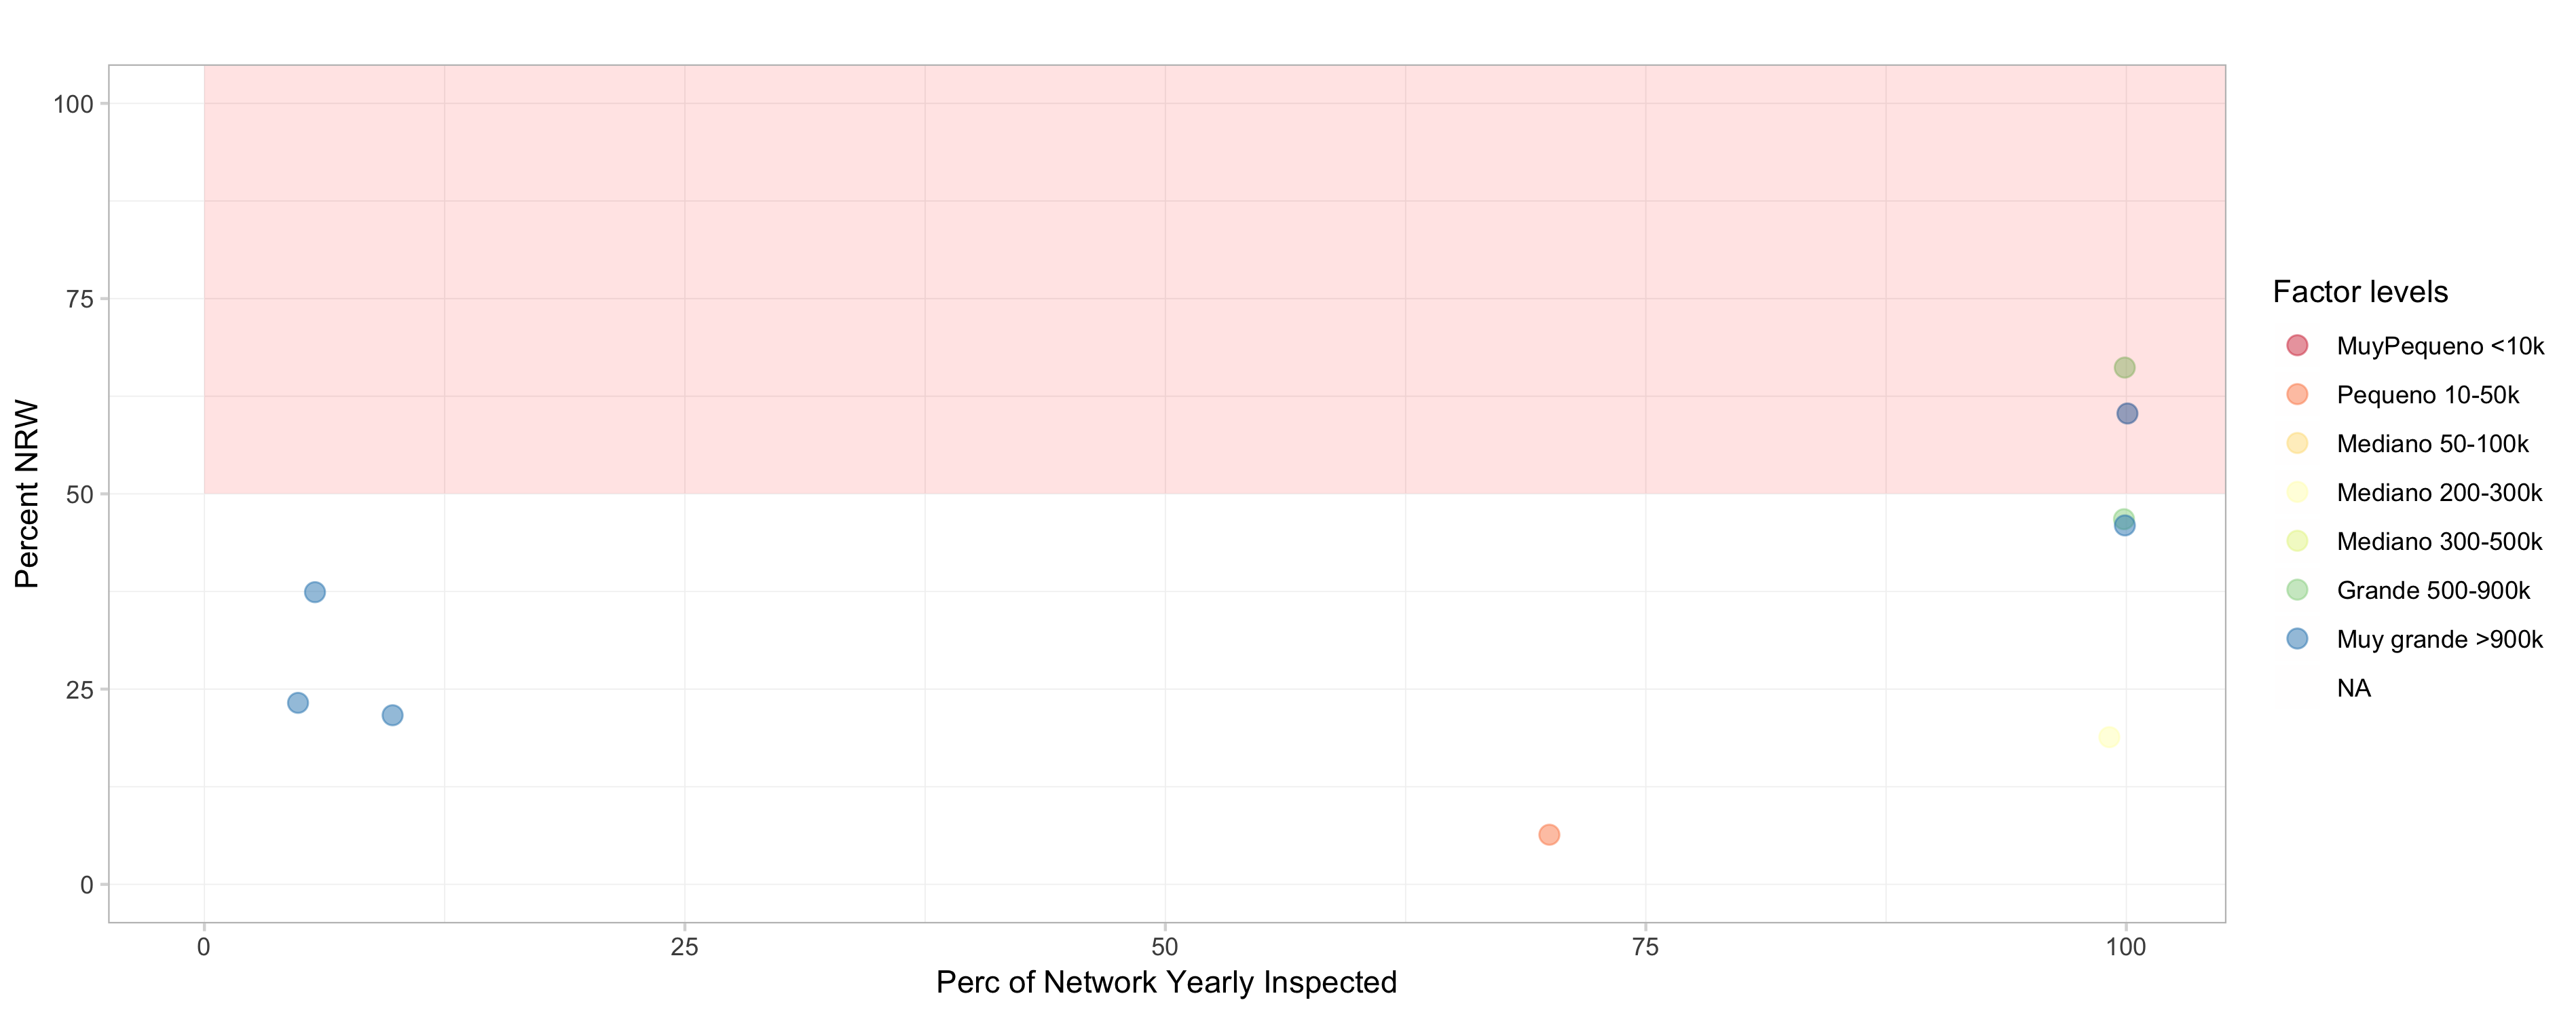 Percent NRW
100
75
50
25
0
0 25 50 75 100
Perc of Network Yearly Inspected
Factor levels
MuyPequeno <10k
Pequeno 10-50k
Mediano 50-100k
Mediano 200-300k
Mediano 300-500k
Grande 500-900k
Muy grande >900k
NA